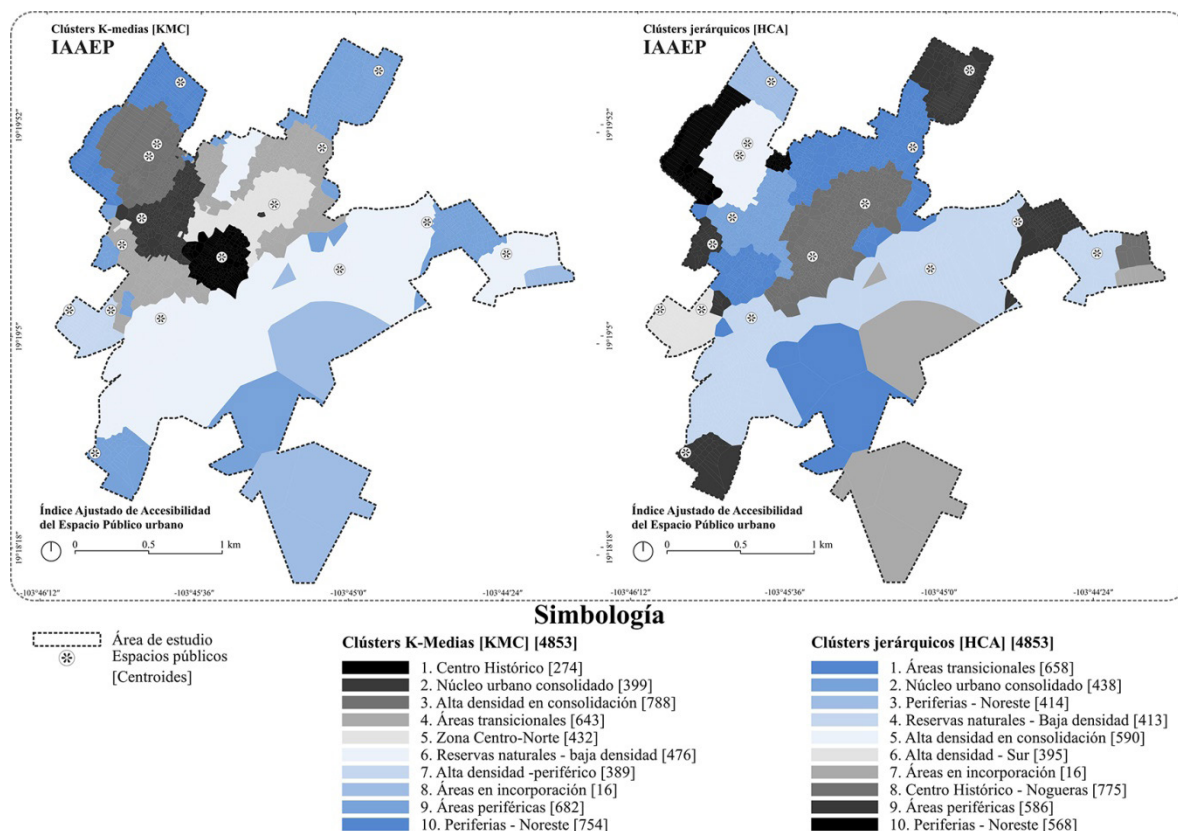 Clústers K-medias [KMC]
IAAEP
Clústers jerárquicos [HCA]
IAAEP
19°19'52"
19°19'5"
19°18'18"
19°19'52"
19°19'5"
19°18'18"
Índice Ajustado de Accesibilidad
del Espacio Público urbano
0 0.5 1 km
Índice Ajustado de Accesibilidad
del Espacio Público urbano
0 0.5 1 km
-103°46'12" -103°45'36" -103°45'0" -103°44'24"
-103°46'12" -103°45'36" -103°45'0" -103°44'24"
Simbología
Área de estudio
Espacios públicos
[Centroides]
Clústers K-Medias [KMC] [4853]
1. Centro Histórico [274]
2. Núcleo urbano consolidado [399]
3. Alta densidad en consolidación [788]
4. Áreas transicionales [643]
5. Zona Centro-Norte [432]
6. Reservas naturales - baja densidad [476]
7. Alta densidad -periférico [389]
8. Áreas en incorporación [16]
9. Áreas periféricas [682]
10. Periferias - Noreste [754]
Clústers jerárquicos [HCA] [4853]
1. Áreas transicionales [658]
2. Núcleo urbano consolidado [438]
3. Periferias - Noreste [414]
4. Reservas naturales - Baja densidad [413]
5. Alta densidad en consolidación [590]
6. Alta densidad - Sur [395]
7. Áreas en incorporación [16]
8. Centro Histórico - Nogueras [775]
9. Áreas periféricas [586]
10. Periferias - Noreste [568]